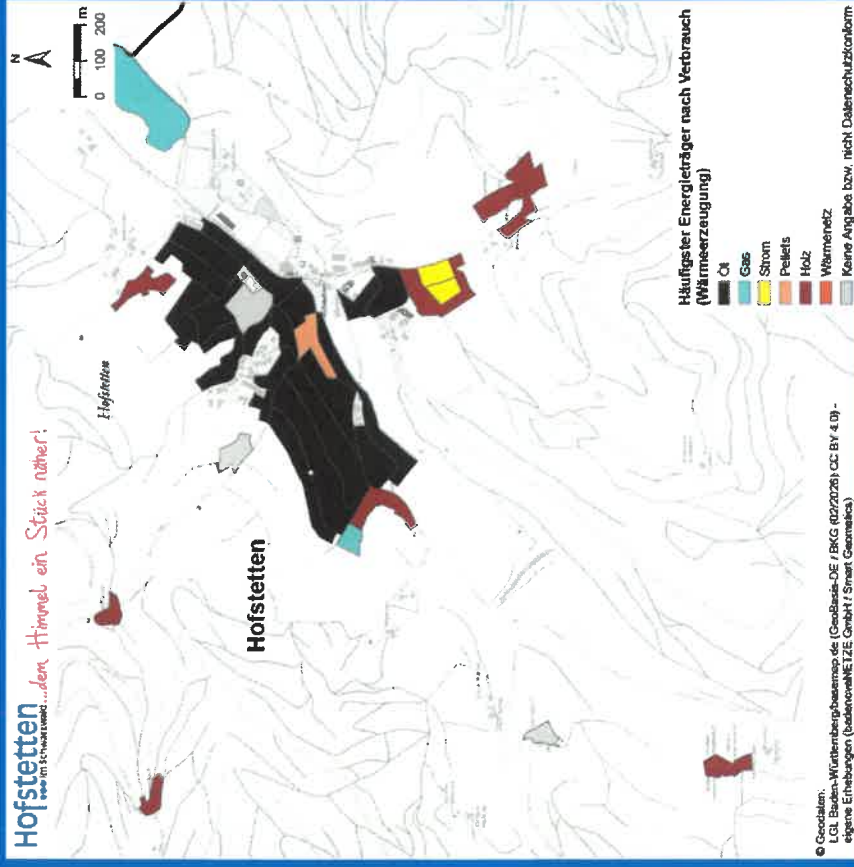 Hofstetten
im Schwarzwald
...dem Himmel ein Stück näher!
N
0 100 200
m
Hofstetten
Hofstetten
Häufigster Energieträger nach Verbrauch
(Wärmeerzeugung)
Öl
Gas
Strom
Pellets
Holz
Wärmenetz
Keine Angabe bzw. nicht Datenschutzkonform
© Geodaten:
LGL Baden-Württemberg/basemap.de (GeoBasis-DE / BKG (02/2026) CC BY 4.0) -
eigene Erhebungen (badenovaNETZE GmbH / Smart Geomatics)